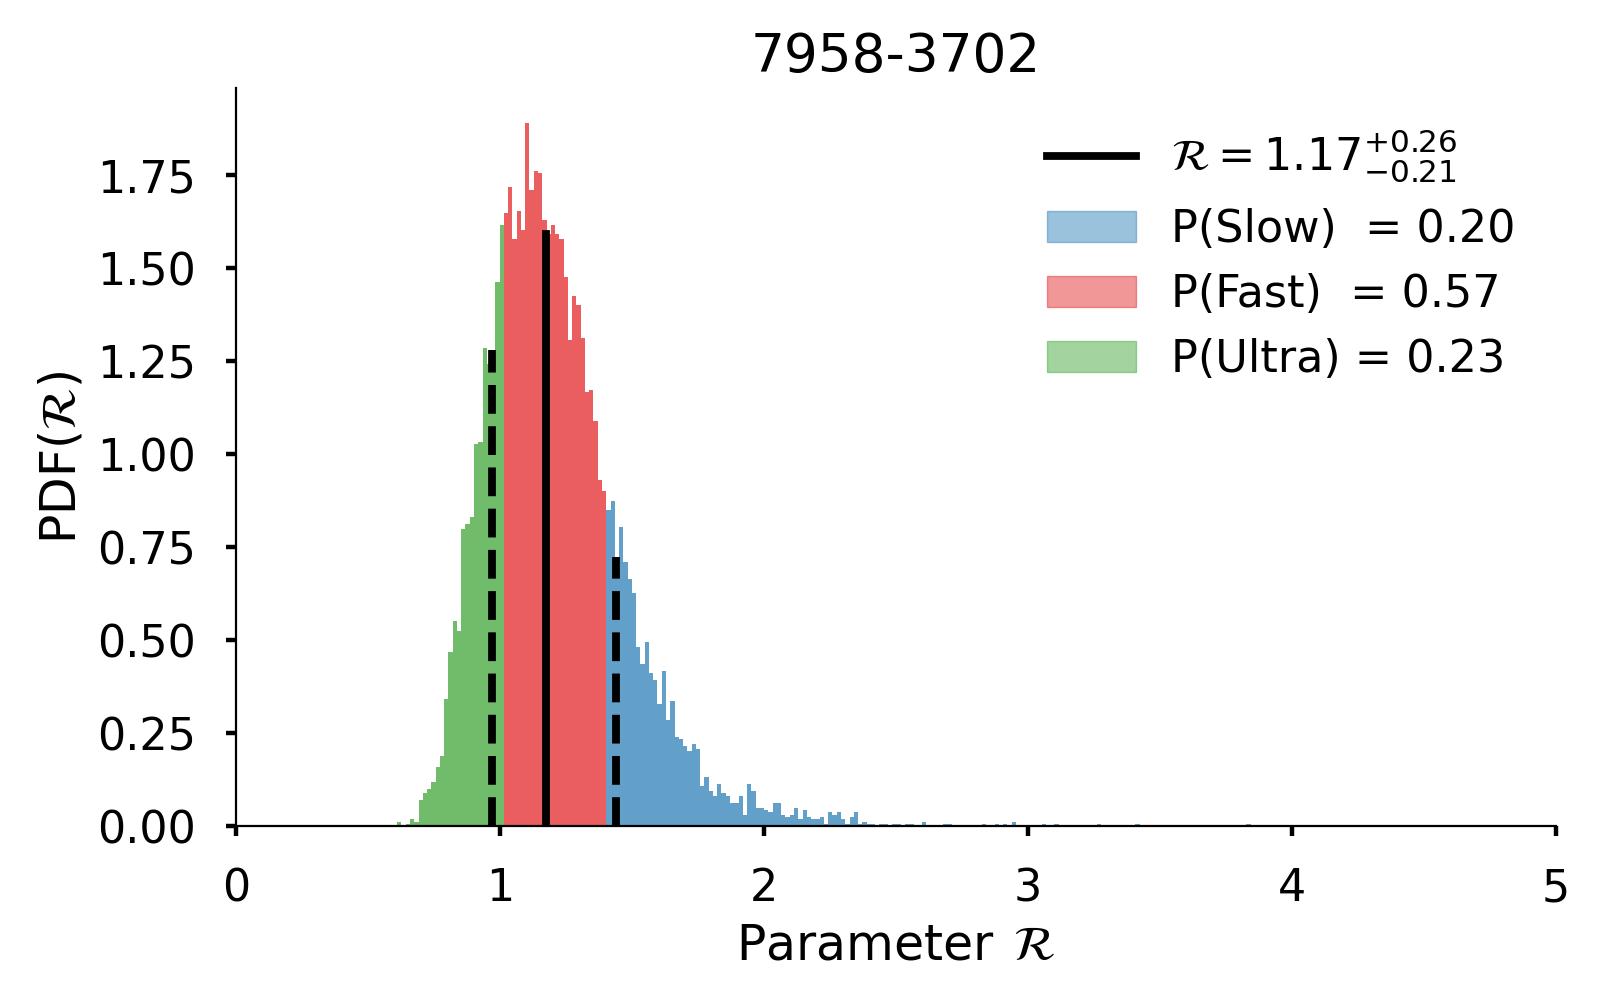 7958-3702
ℛ = 1.17+0.26−0.21
P(Slow) = 0.20
P(Fast) = 0.57
P(Ultra) = 0.23
PDF(ℛ)
1.75
1.50
1.25
1.00
0.75
0.50
0.25
0.00
0 1 2 3 4 5
Parameter ℛ